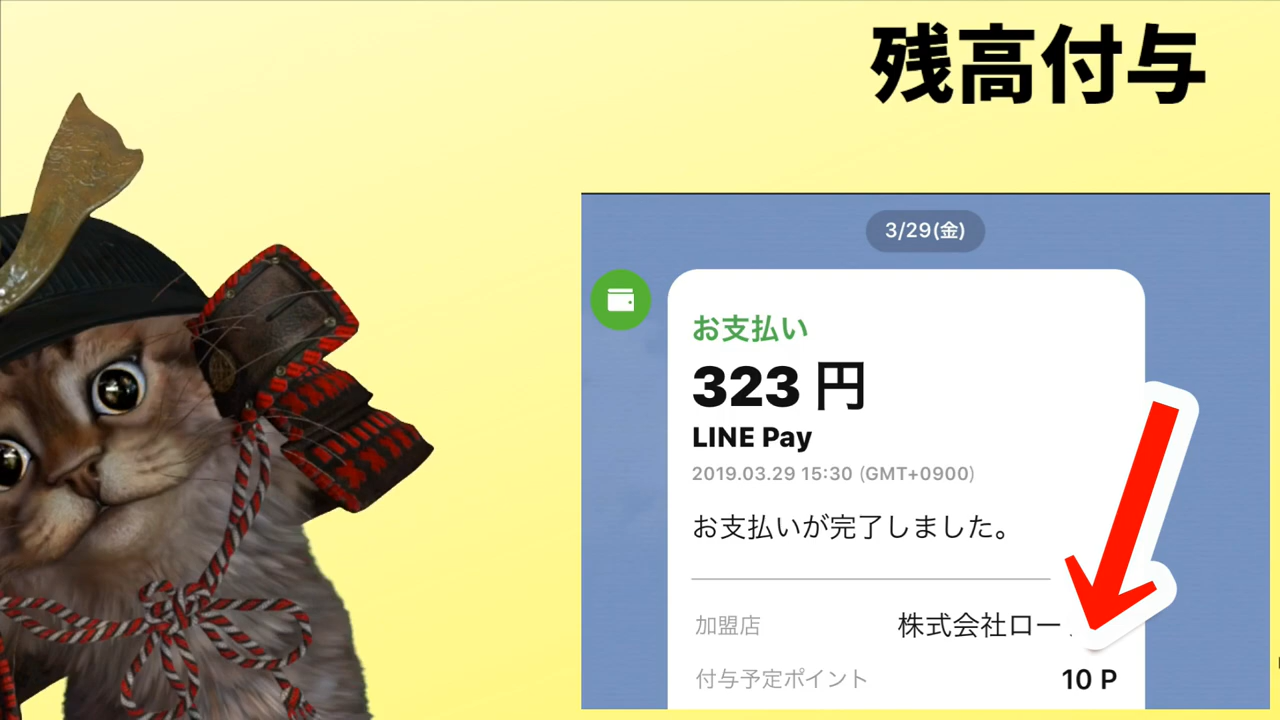 残高付与
3/29(金)
お支払い
323 円
LINE Pay
2019.03.29 15:30 (GMT+0900)
お支払いが完了しました。
加盟店 株式会社ロー
付与予定ポイント 10 P